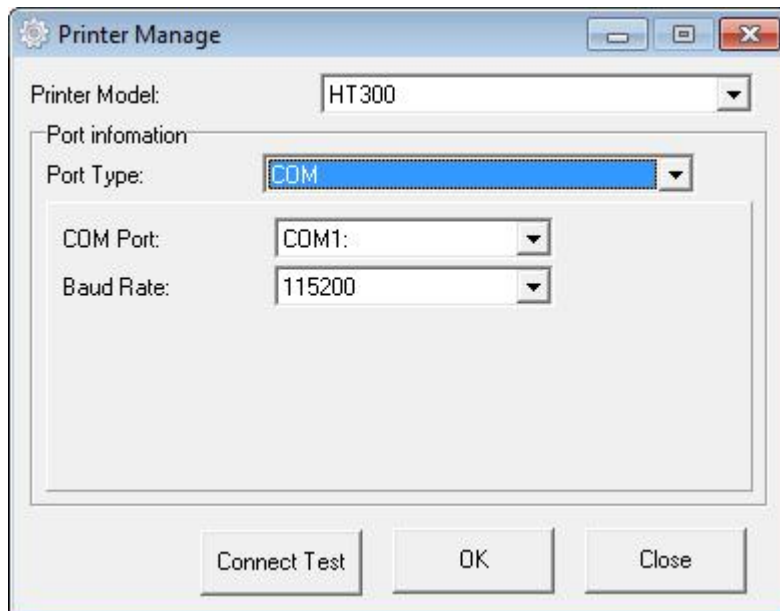 Printer Manage
Printer Model: HT300
Port infomation
Port Type: COM
COM Port: COM1:
Baud Rate: 115200
Connect Test OK Close